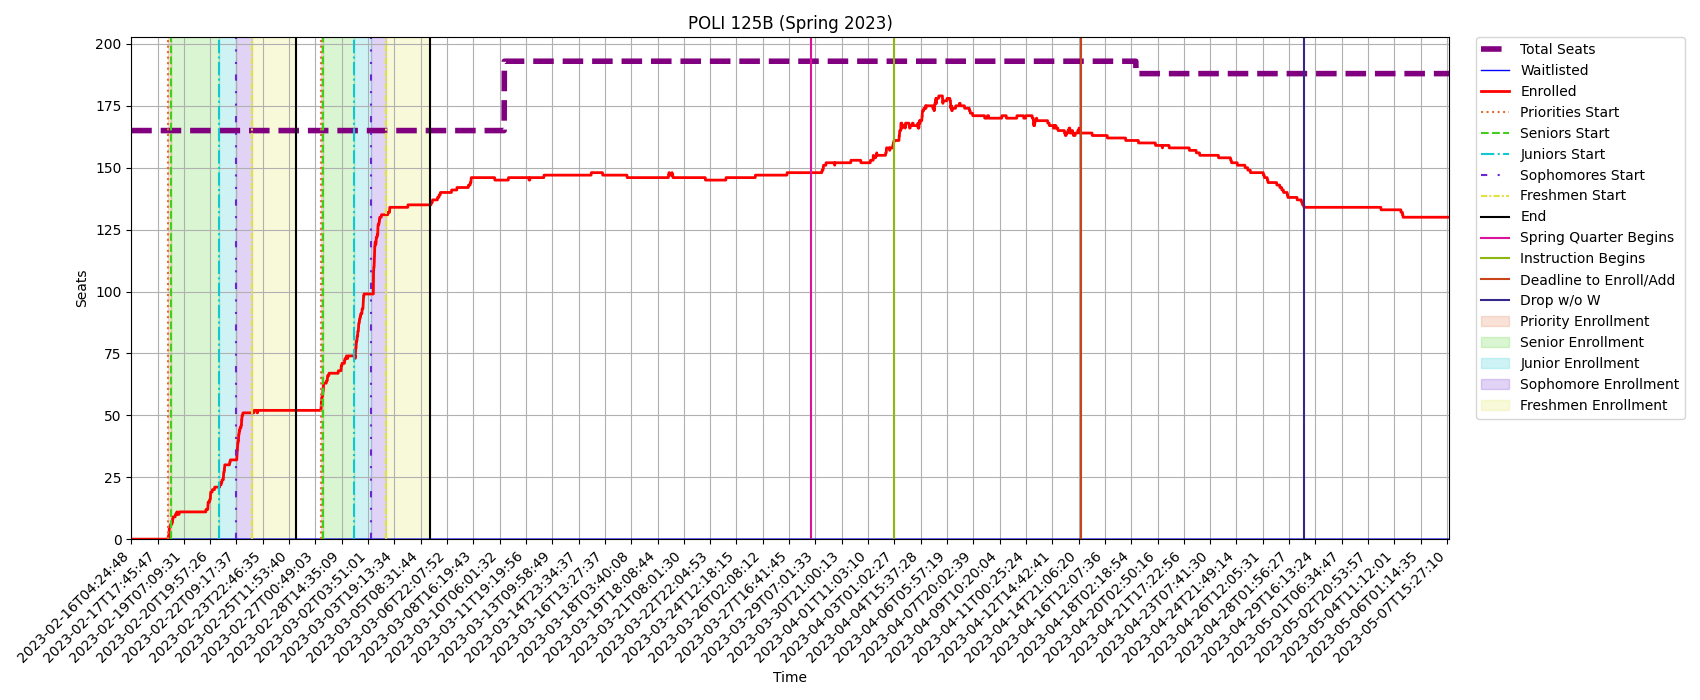 POLI 125B (Spring 2023)
200
175
150
125
100
75
50
25
0
Seats
2023-02-16T04:24:48
2023-02-17T17:45:47
2023-02-19T07:09:31
2023-02-20T19:57:26
2023-02-22T09:17:37
2023-02-23T22:46:35
2023-02-25T11:53:40
2023-02-27T00:49:03
2023-02-28T14:35:09
2023-03-02T03:51:01
2023-03-03T19:13:34
2023-03-05T08:31:44
2023-03-06T22:07:52
2023-03-08T16:19:43
2023-03-10T06:01:32
2023-03-11T19:19:56
2023-03-13T09:58:49
2023-03-14T23:34:37
2023-03-16T13:27:37
2023-03-18T03:40:08
2023-03-19T18:08:44
2023-03-21T08:01:30
2023-03-22T22:04:53
2023-03-24T12:18:15
2023-03-26T02:08:12
2023-03-27T16:41:45
2023-03-29T07:01:33
2023-03-30T21:00:13
2023-04-01T11:03:10
2023-04-03T01:02:27
2023-04-04T15:37:28
2023-04-06T05:57:19
2023-04-07T20:02:39
2023-04-09T10:20:04
2023-04-11T00:25:24
2023-04-12T14:42:41
2023-04-14T21:06:20
2023-04-16T12:07:36
2023-04-18T02:18:54
2023-04-20T02:50:16
2023-04-21T17:22:56
2023-04-23T07:41:30
2023-04-24T21:49:14
2023-04-26T12:05:31
2023-04-28T01:56:27
2023-04-29T16:13:24
2023-05-01T06:34:47
2023-05-02T20:53:57
2023-05-04T11:12:01
2023-05-06T01:14:35
2023-05-07T15:27:10
Time
Total Seats
Waitlisted
Enrolled
Priorities Start
Seniors Start
Juniors Start
Sophomores Start
Freshmen Start
End
Spring Quarter Begins
Instruction Begins
Deadline to Enroll/Add
Drop w/o W
Priority Enrollment
Senior Enrollment
Junior Enrollment
Sophomore Enrollment
Freshmen Enrollment